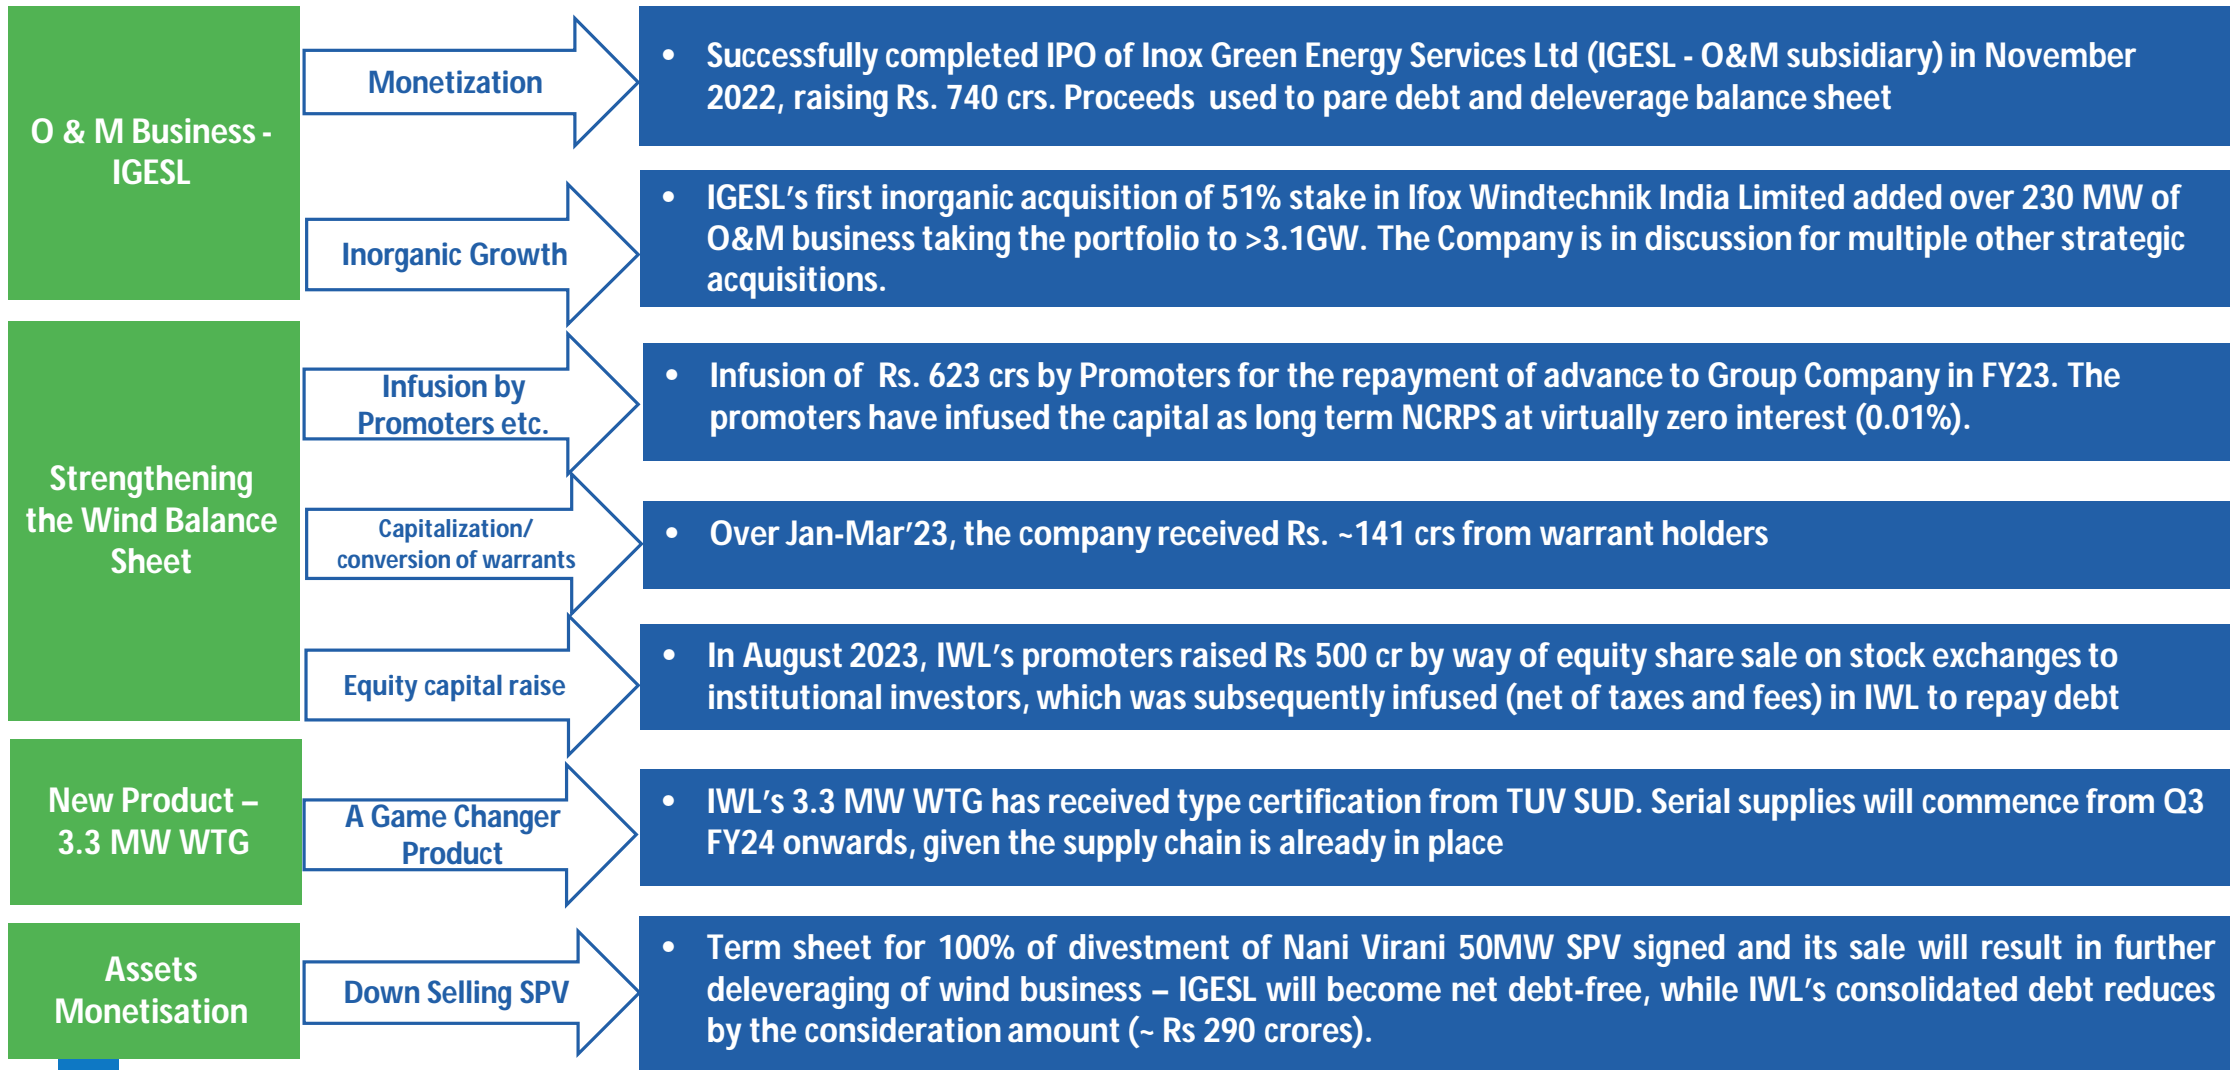 O & M Business -
IGESL
Monetization
• Successfully completed IPO of Inox Green Energy Services Ltd (IGESL - O&M subsidiary) in November
2022, raising Rs. 740 crs. Proceeds used to pare debt and deleverage balance sheet
Inorganic Growth
• IGESL’s first inorganic acquisition of 51% stake in Ifox Windtechnik India Limited added over 230 MW of
O&M business taking the portfolio to >3.1GW. The Company is in discussion for multiple other strategic
acquisitions.
Strengthening
the Wind Balance
Sheet
Infusion by
Promoters etc.
• Infusion of Rs. 623 crs by Promoters for the repayment of advance to Group Company in FY23. The
promoters have infused the capital as long term NCRPS at virtually zero interest (0.01%).
Capitalization/
conversion of warrants
• Over Jan-Mar’23, the company received Rs. ~141 crs from warrant holders
Equity capital raise
• In August 2023, IWL’s promoters raised Rs 500 cr by way of equity share sale on stock exchanges to
institutional investors, which was subsequently infused (net of taxes and fees) in IWL to repay debt
New Product –
3.3 MW WTG
A Game Changer
Product
• IWL’s 3.3 MW WTG has received type certification from TUV SUD. Serial supplies will commence from Q3
FY24 onwards, given the supply chain is already in place
Assets
Monetisation
Down Selling SPV
• Term sheet for 100% of divestment of Nani Virani 50MW SPV signed and its sale will result in further
deleveraging of wind business – IGESL will become net debt-free, while IWL’s consolidated debt reduces
by the consideration amount (~ Rs 290 crores).